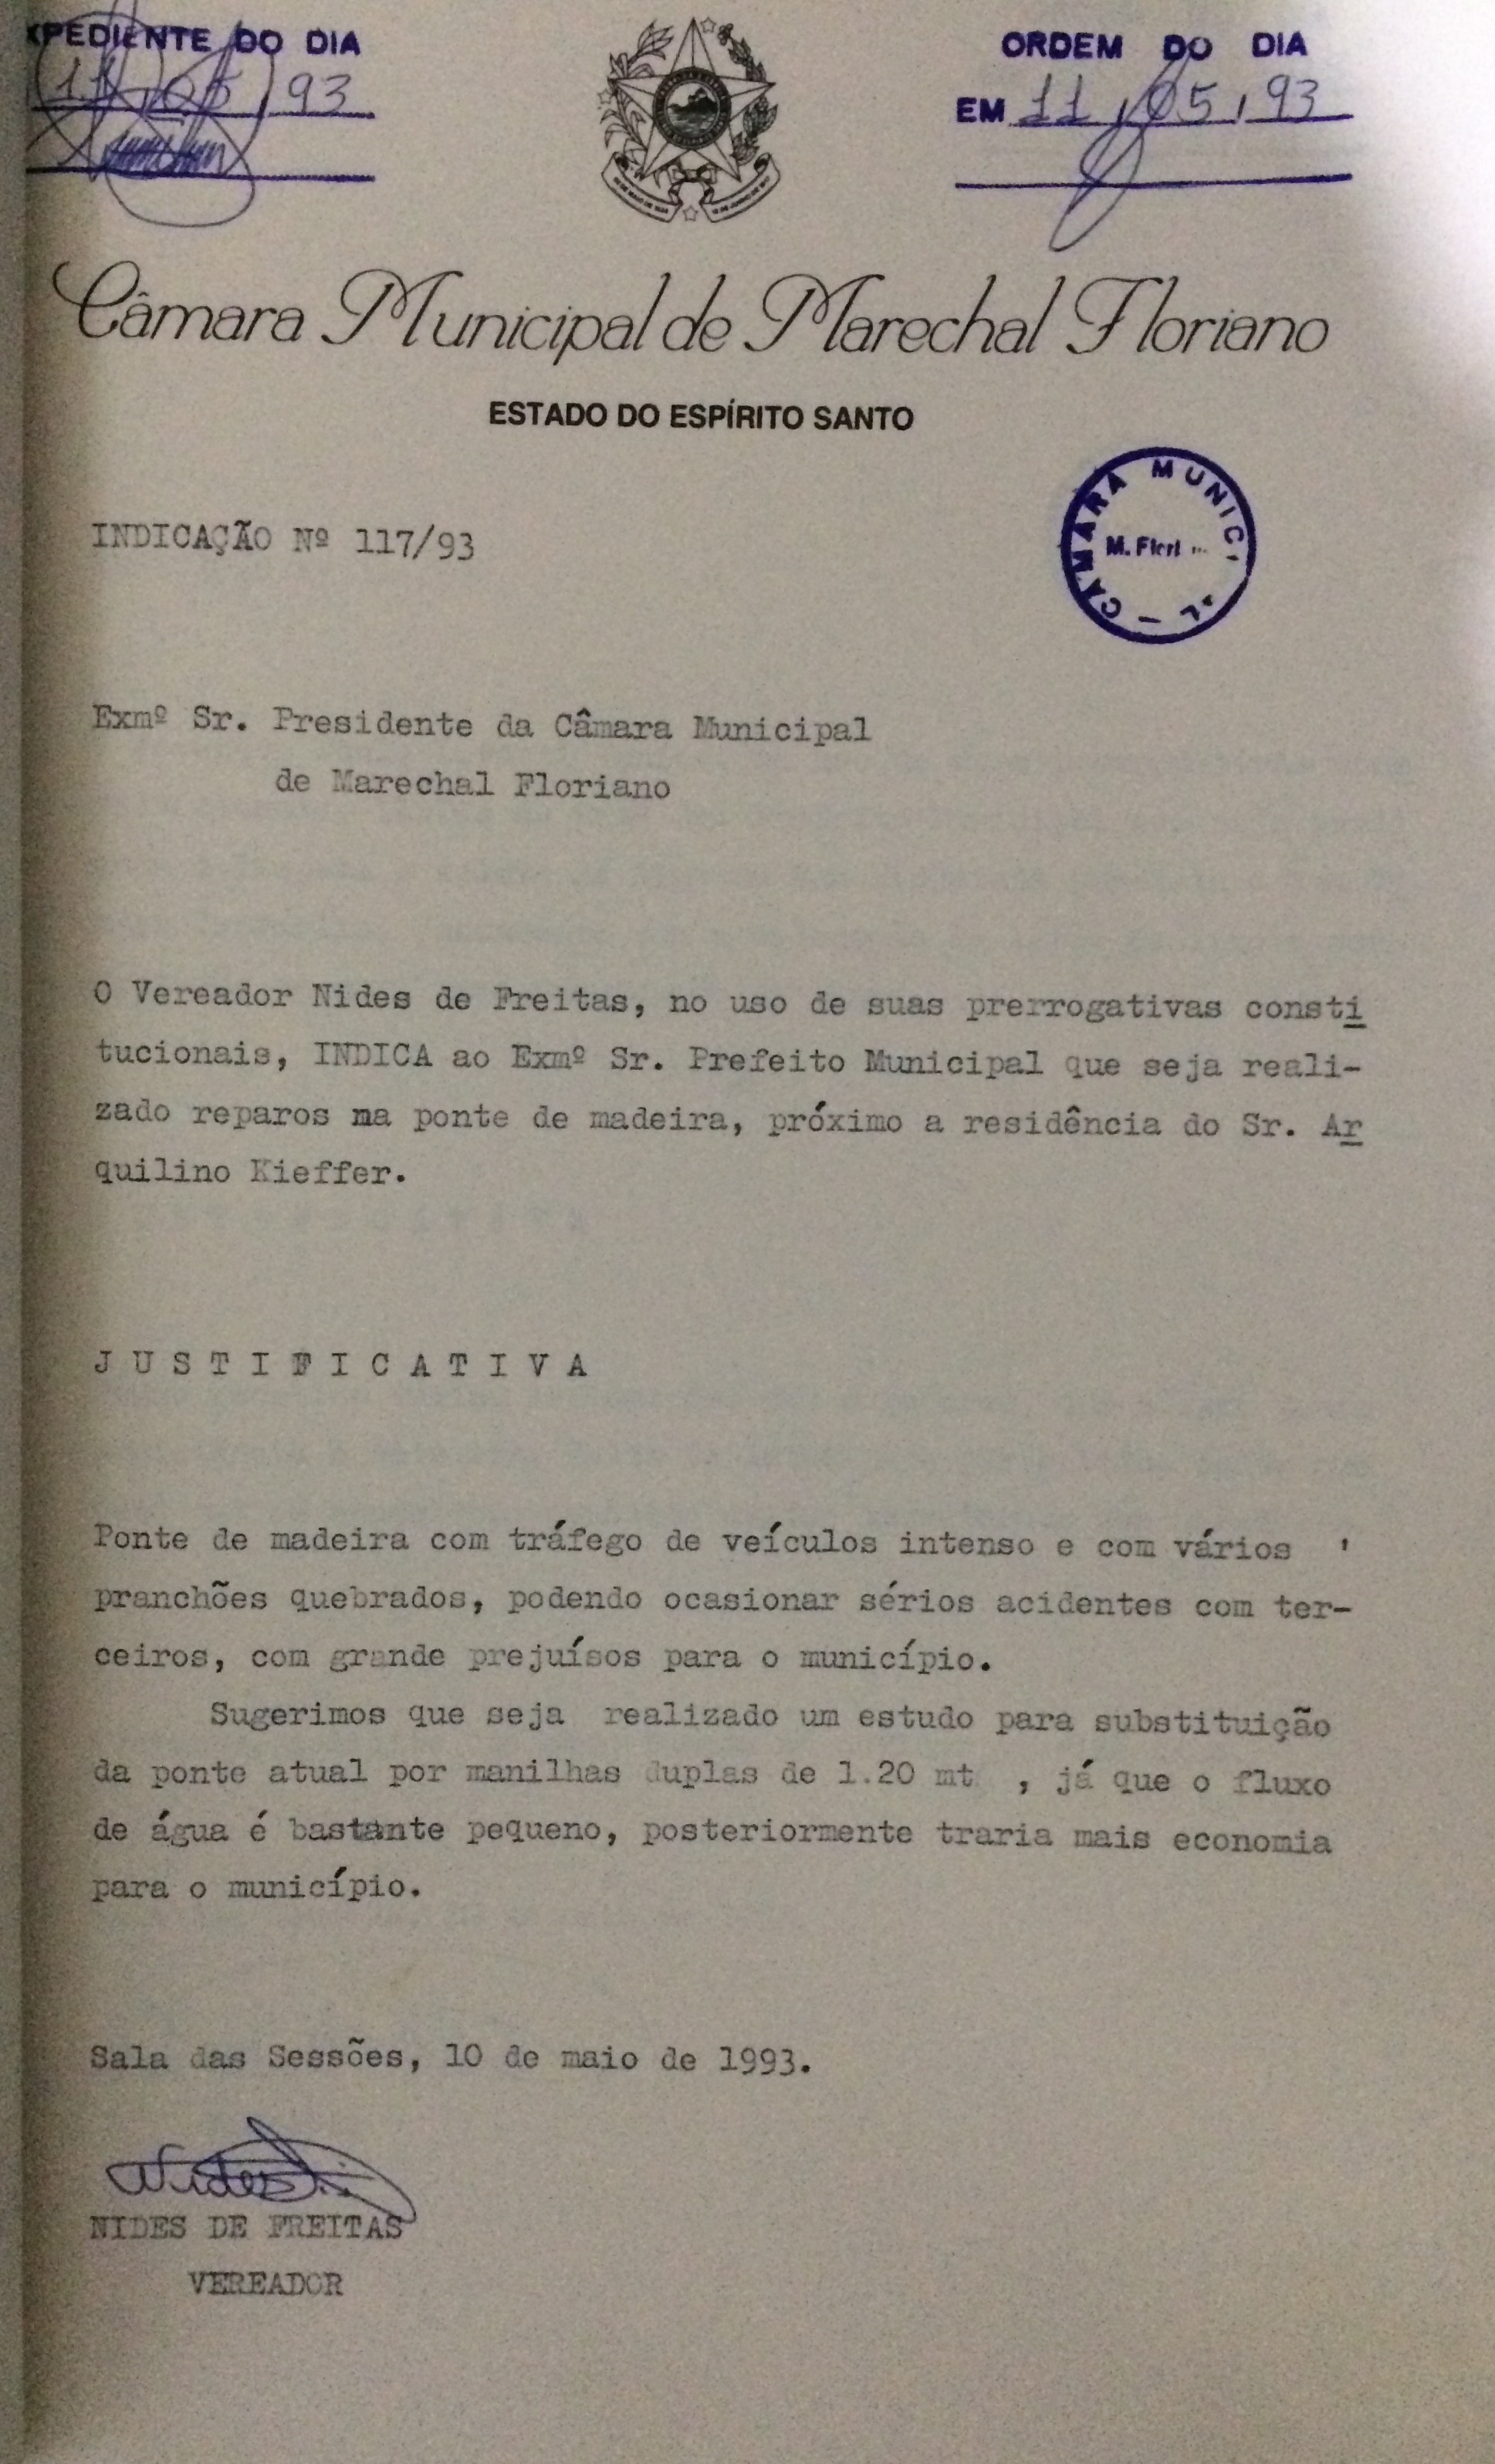 XPEDIENTE DO DIA
11, 05, 93
ORDEM DO DIA
EM 11, 05, 93
Câmara Municipal de Marechal Floriano
ESTADO DO ESPÍRITO SANTO
CÂMARA MUNICI
M. Flori
INDICAÇÃO Nº 117/93
Exmº Sr. Presidente da Câmara Municipal
de Marechal Floriano
O Vereador Nides de Freitas, no uso de suas prerrogativas consti
tucionais, INDICA ao Exmº Sr. Prefeito Municipal que seja reali-
zado reparos na ponte de madeira, próximo a residência do Sr. Ar
quilino Kieffer.
J U S T I F I C A T I V A
Ponte de madeira com tráfego de veículos intenso e com vários '
pranchões quebrados, podendo ocasionar sérios acidentes com ter-
ceiros, com grande prejuísos para o município.
Sugerimos que seja realizado um estudo para substituição
da ponte atual por manilhas duplas de 1.20 mt , já que o fluxo
de água é bastante pequeno, posteriormente traria mais economia
para o município.
Sala das Sessões, 10 de maio de 1993.
NIDES DE FREITAS
VEREADOR